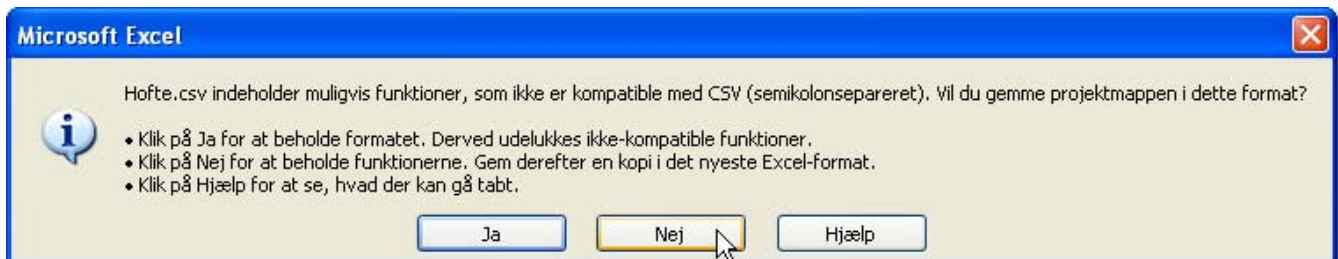 Microsoft Excel
Hofte.csv indeholder muligvis funktioner, som ikke er kompatible med CSV (semikolonsepareret). Vil du gemme projektmappen i dette format?
• Klik på Ja for at beholde formatet. Derved udelukkes ikke-kompatible funktioner.
• Klik på Nej for at beholde funktionerne. Gem derefter en kopi i det nyeste Excel-format.
• Klik på Hjælp for at se, hvad der kan gå tabt.
Ja Nej Hjælp